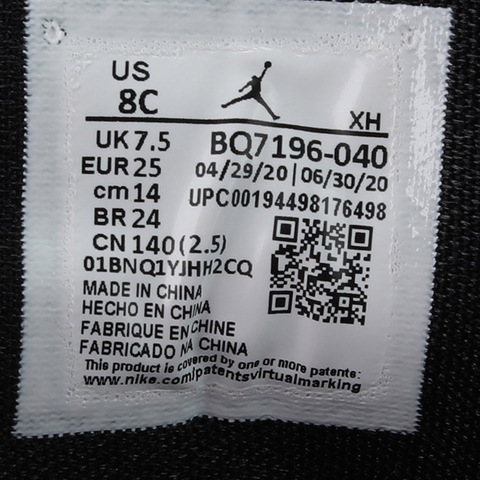 US
8C
XH
UK 7.5
BQ7196-040
EUR 25
04/29/20 | 06/30/20
cm 14
UPC00194498176498
BR 24
CN 140 (2.5)
01BNQ1YJHH2CQ
MADE IN CHINA
HECHO EN CHINA
FABRIQUE EN CHINE
FABRICADO NA CHINA
This product is covered by one or more patents:
www.nike.com/patentsvirtualmarking